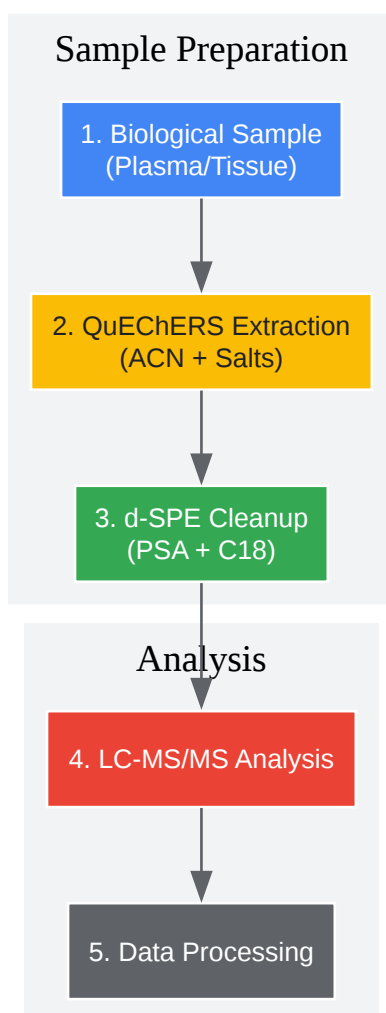 Sample Preparation
1. Biological Sample
(Plasma/Tissue)
2. QuEChERS Extraction
(ACN + Salts)
3. d-SPE Cleanup
(PSA + C18)
Analysis
4. LC-MS/MS Analysis
5. Data Processing